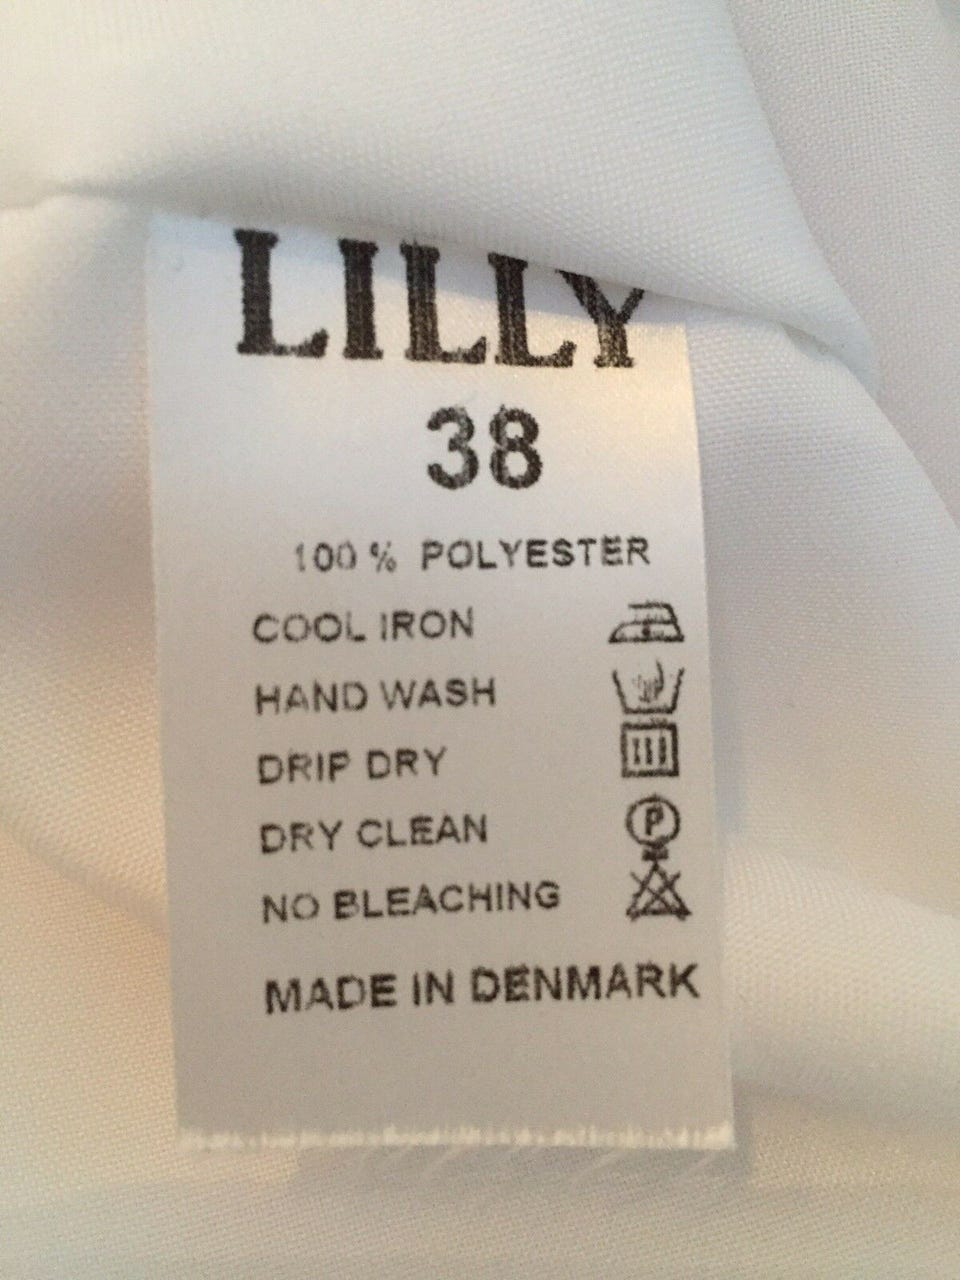 LILLY
38
100 % POLYESTER
COOL IRON
HAND WASH
DRIP DRY
DRY CLEAN P
NO BLEACHING
MADE IN DENMARK